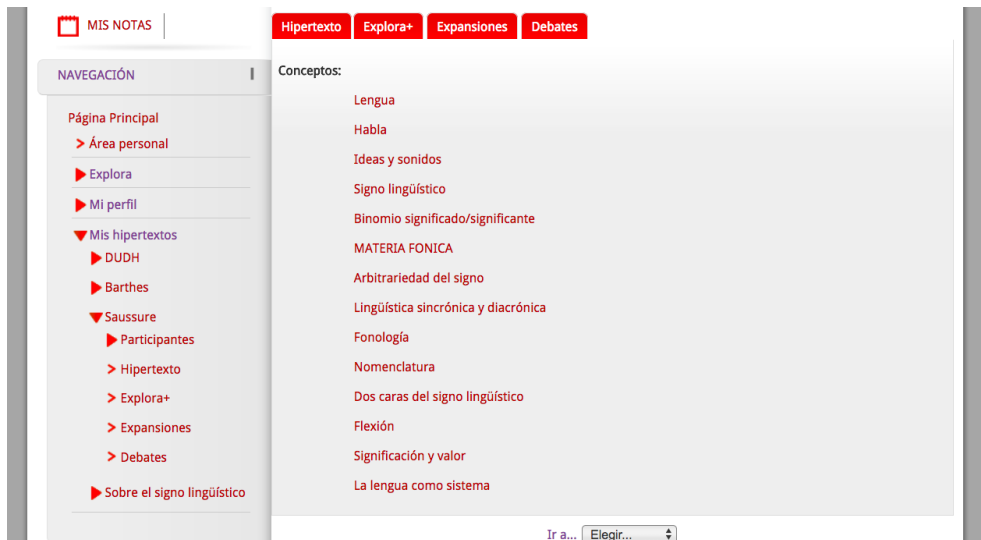 MIS NOTAS
Hipertexto Explora+ Expansiones Debates
NAVEGACIÓN
Página Principal
Área personal
Explora
Mi perfil
Mis hipertextos
DUDH
Barthes
Saussure
Participantes
Hipertexto
Explora+
Expansiones
Debates
Sobre el signo lingüístico
Conceptos:
Lengua
Habla
Ideas y sonidos
Signo lingüístico
Binomio significado/significante
MATERIA FONICA
Arbitrariedad del signo
Lingüística sincrónica y diacrónica
Fonología
Nomenclatura
Dos caras del signo lingüístico
Flexión
Significación y valor
La lengua como sistema
Ir a... Elegir...